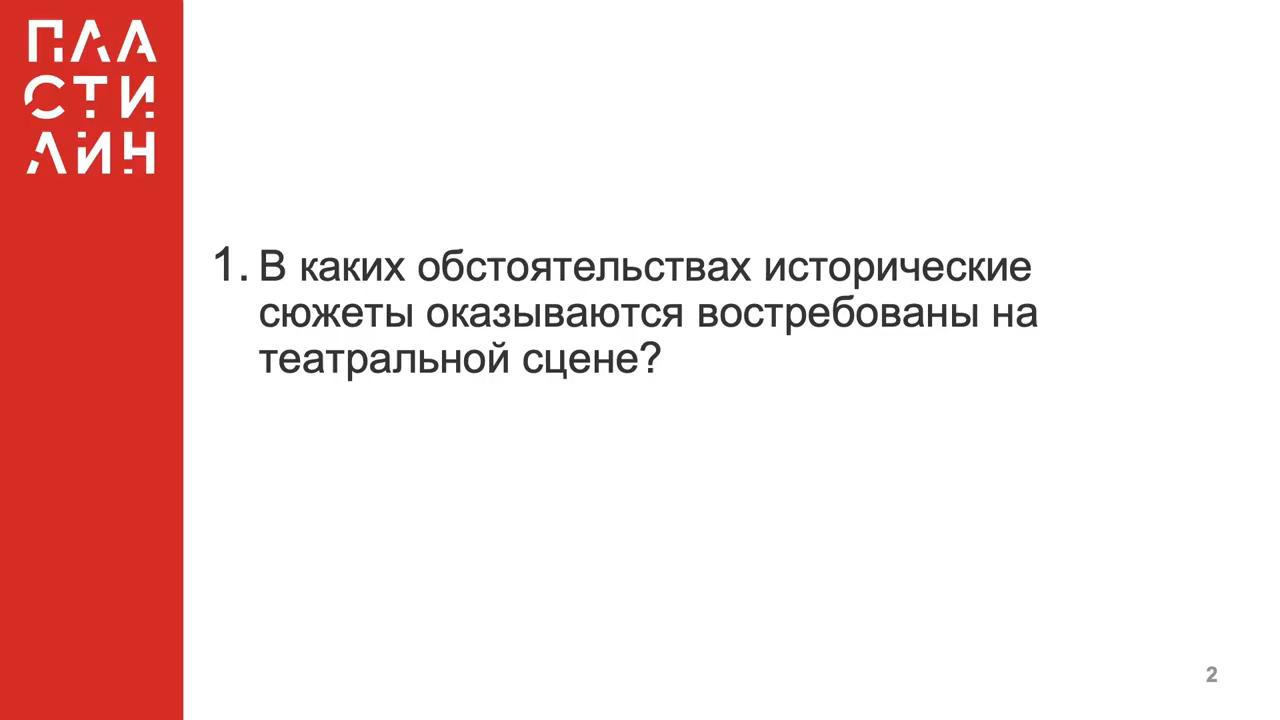 ПЛА
СТИ
ЛИН
1. В каких обстоятельствах исторические
сюжеты оказываются востребованы на
театральной сцене?
2